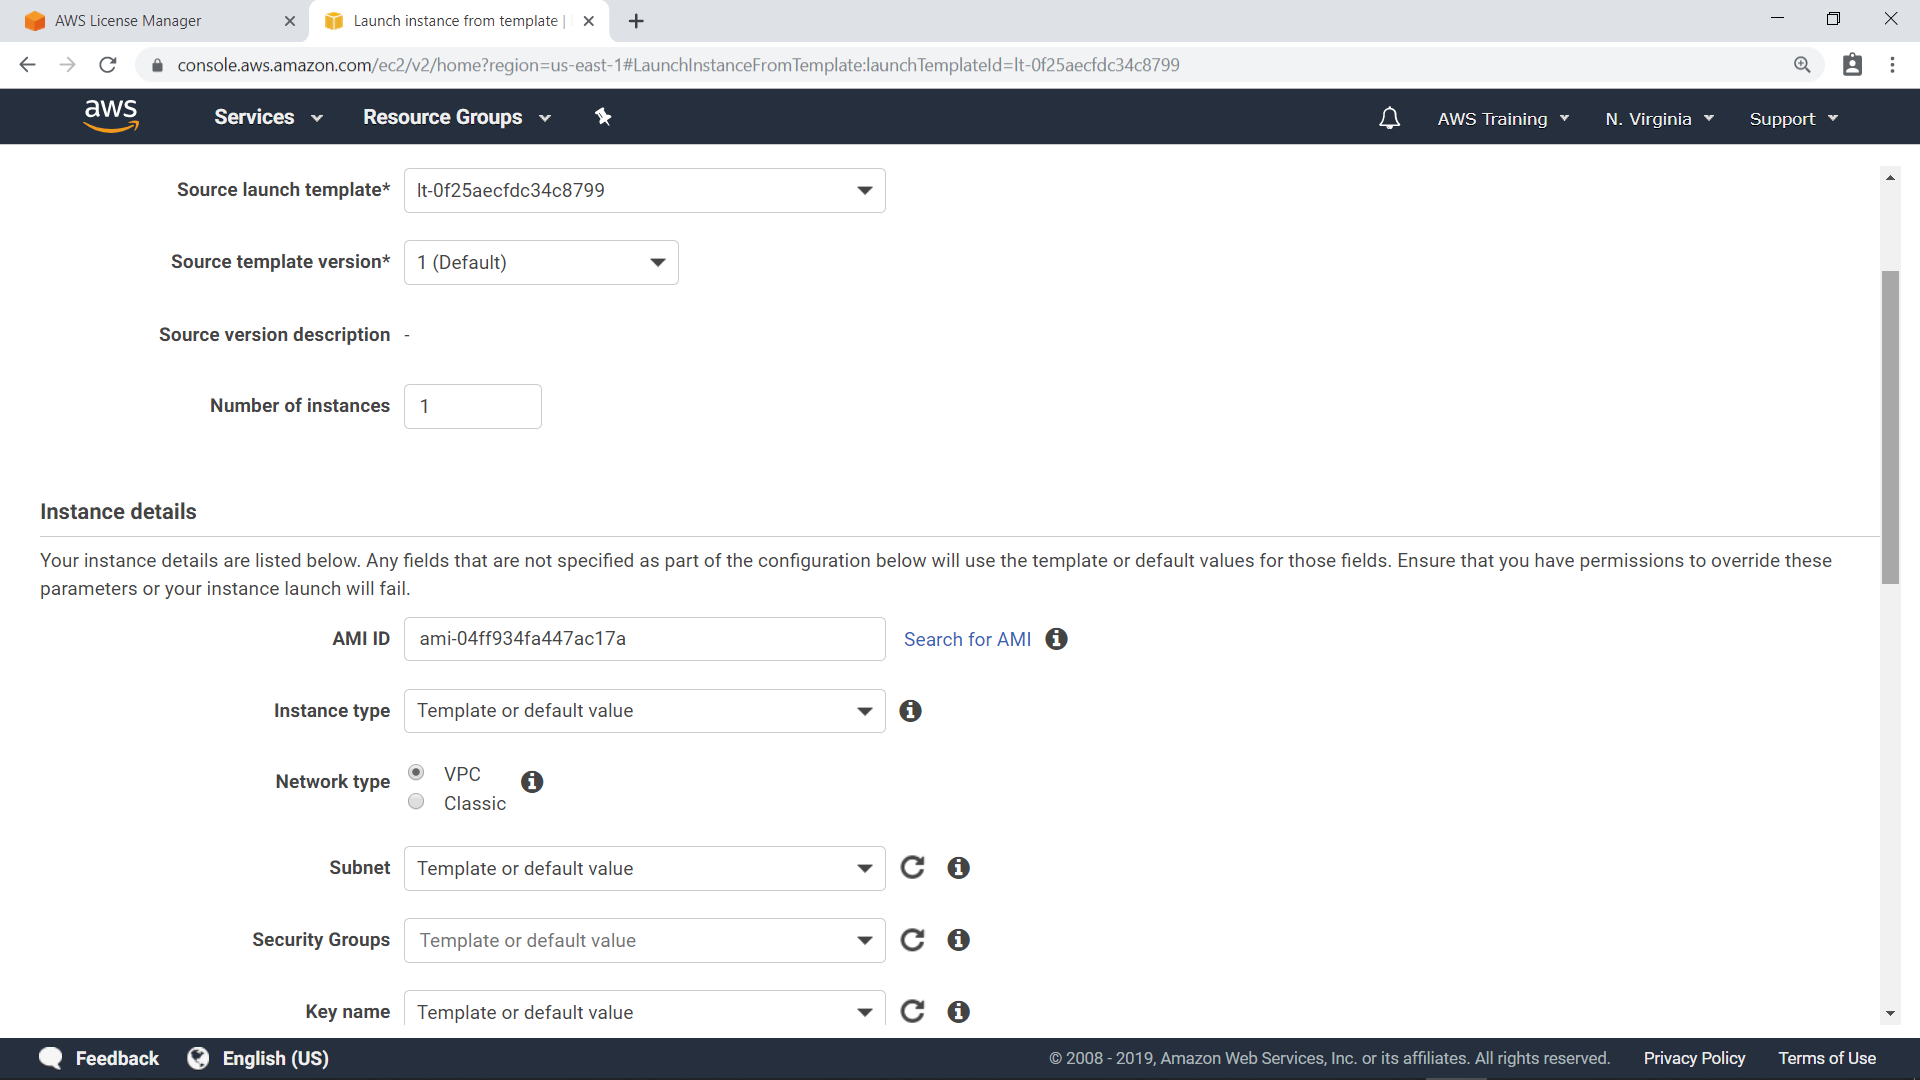 AWS License Manager
Launch instance from template |
console.aws.amazon.com/ec2/v2/home?region=us-east-1#LaunchInstanceFromTemplate:launchTemplateId=lt-0f25aecfdc34c8799
aws Services Resource Groups AWS Training N. Virginia Support
Source launch template* lt-0f25aecfdc34c8799
Source template version* 1 (Default)
Source version description -
Number of instances 1
Instance details
Your instance details are listed below. Any fields that are not specified as part of the configuration below will use the template or default values for those fields. Ensure that you have permissions to override these
parameters or your instance launch will fail.
AMI ID ami-04ff934fa447ac17a Search for AMI
Instance type Template or default value
Network type VPC
Classic
Subnet Template or default value
Security Groups Template or default value
Key name Template or default value
Feedback English (US) © 2008 - 2019, Amazon Web Services, Inc. or its affiliates. All rights reserved. Privacy Policy Terms of Use